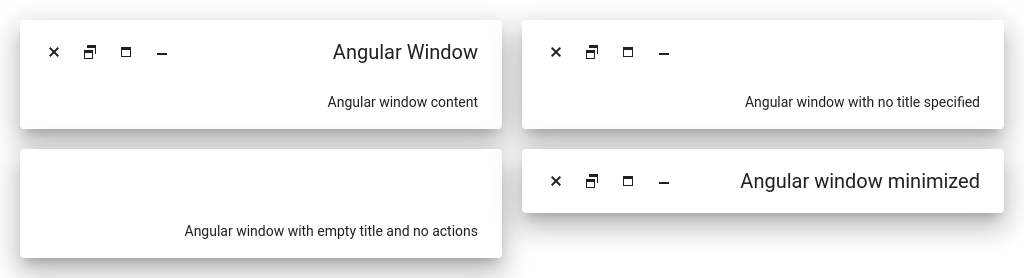 Angular Window
Angular window content
Angular window with no title specified
Angular window with empty title and no actions
Angular window minimized